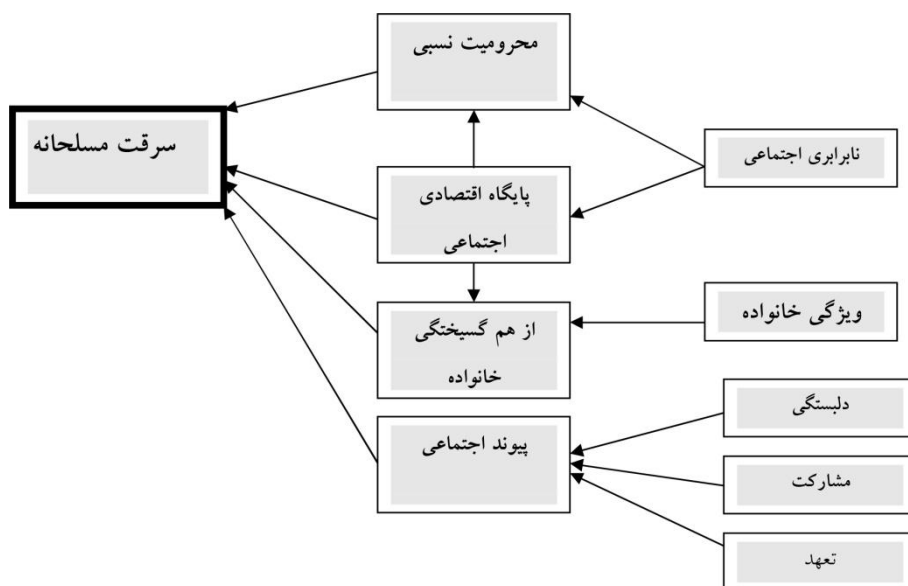 محرومیت نسبی
سرقت مسلحانه
نابرابری اجتماعی
پایگاه اقتصادی
اجتماعی
ویژگی خانواده
از هم گسیختگی
خانواده
دلبستگی
پیوند اجتماعی
مشارکت
تعهد